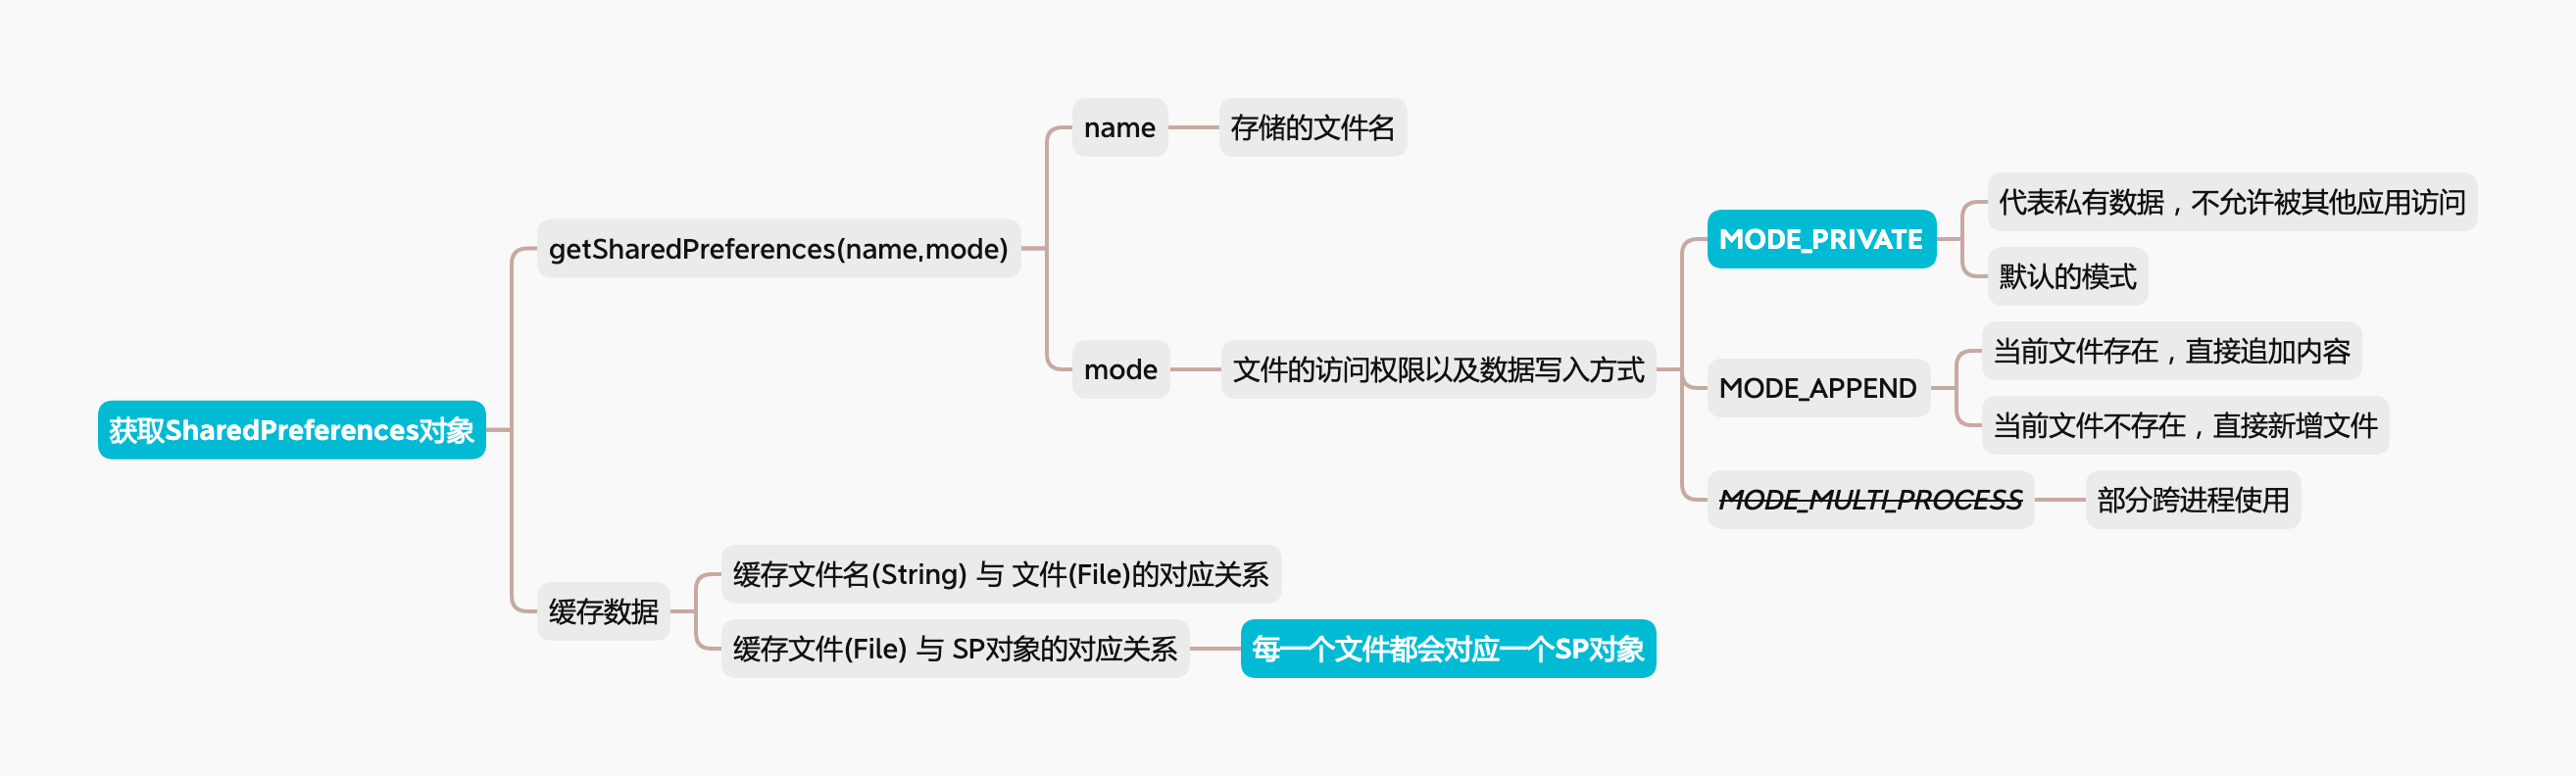 获取SharedPreferences对象
getSharedPreferences(name,mode)
name
存储的文件名
mode
文件的访问权限以及数据写入方式
MODE_PRIVATE
代表私有数据，不允许被其他应用访问
默认的模式
MODE_APPEND
当前文件存在，直接追加内容
当前文件不存在，直接新增文件
MODE_MULTI_PROCESS
部分跨进程使用
缓存数据
缓存文件名(String) 与 文件(File)的对应关系
缓存文件(File) 与 SP对象的对应关系
每一个文件都会对应一个SP对象